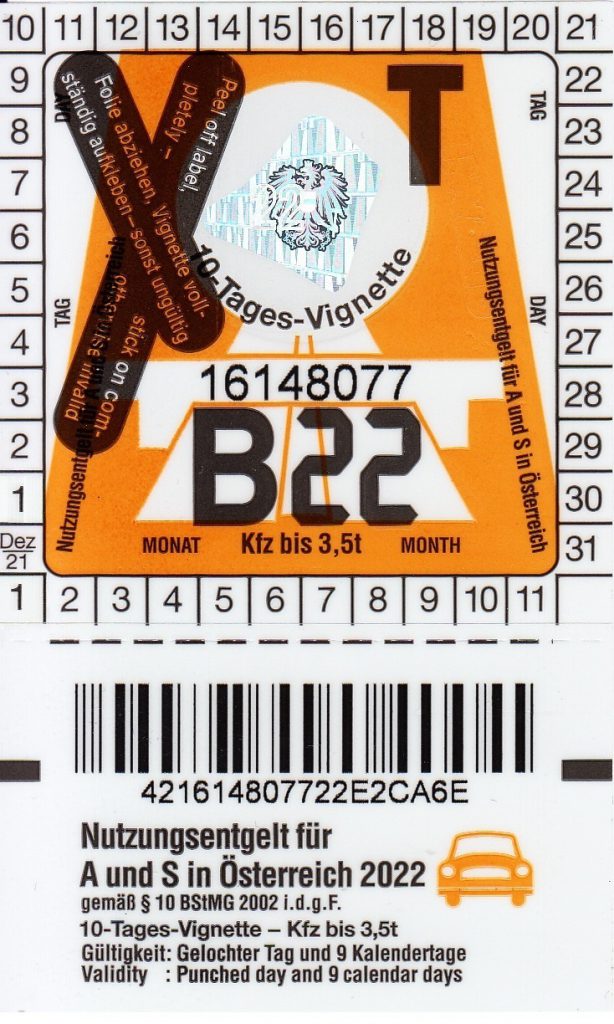 10 11 12 13 14 15 16 17 18 19 20 21
9 22
8 23
7 24
6 25
5 26
4 27
3 28
2 29
1 30
Dez
21
31
1 2 3 4 5 6 7 8 9 10 11
DAY
TAG
TAG
DAY
T
Peel off label,
pletely –
Folie abziehen, Vignette voll-
ständig aufkleben – sonst ungültig
stick on com-
otherwise invalid
Nutzungsentgelt für A und S in Österreich
Nutzungsentgelt für A und S in Österreich
22
10-Tages-Vignette
16148077
B22
MONAT Kfz bis 3,5t MONTH
421614807722E2CA6E
Nutzungsentgelt für
A und S in Österreich 2022
gemäß § 10 BStMG 2002 i.d.g.F.
10-Tages-Vignette – Kfz bis 3,5t
Gültigkeit: Gelochter Tag und 9 Kalendertage
Validity : Punched day and 9 calendar days